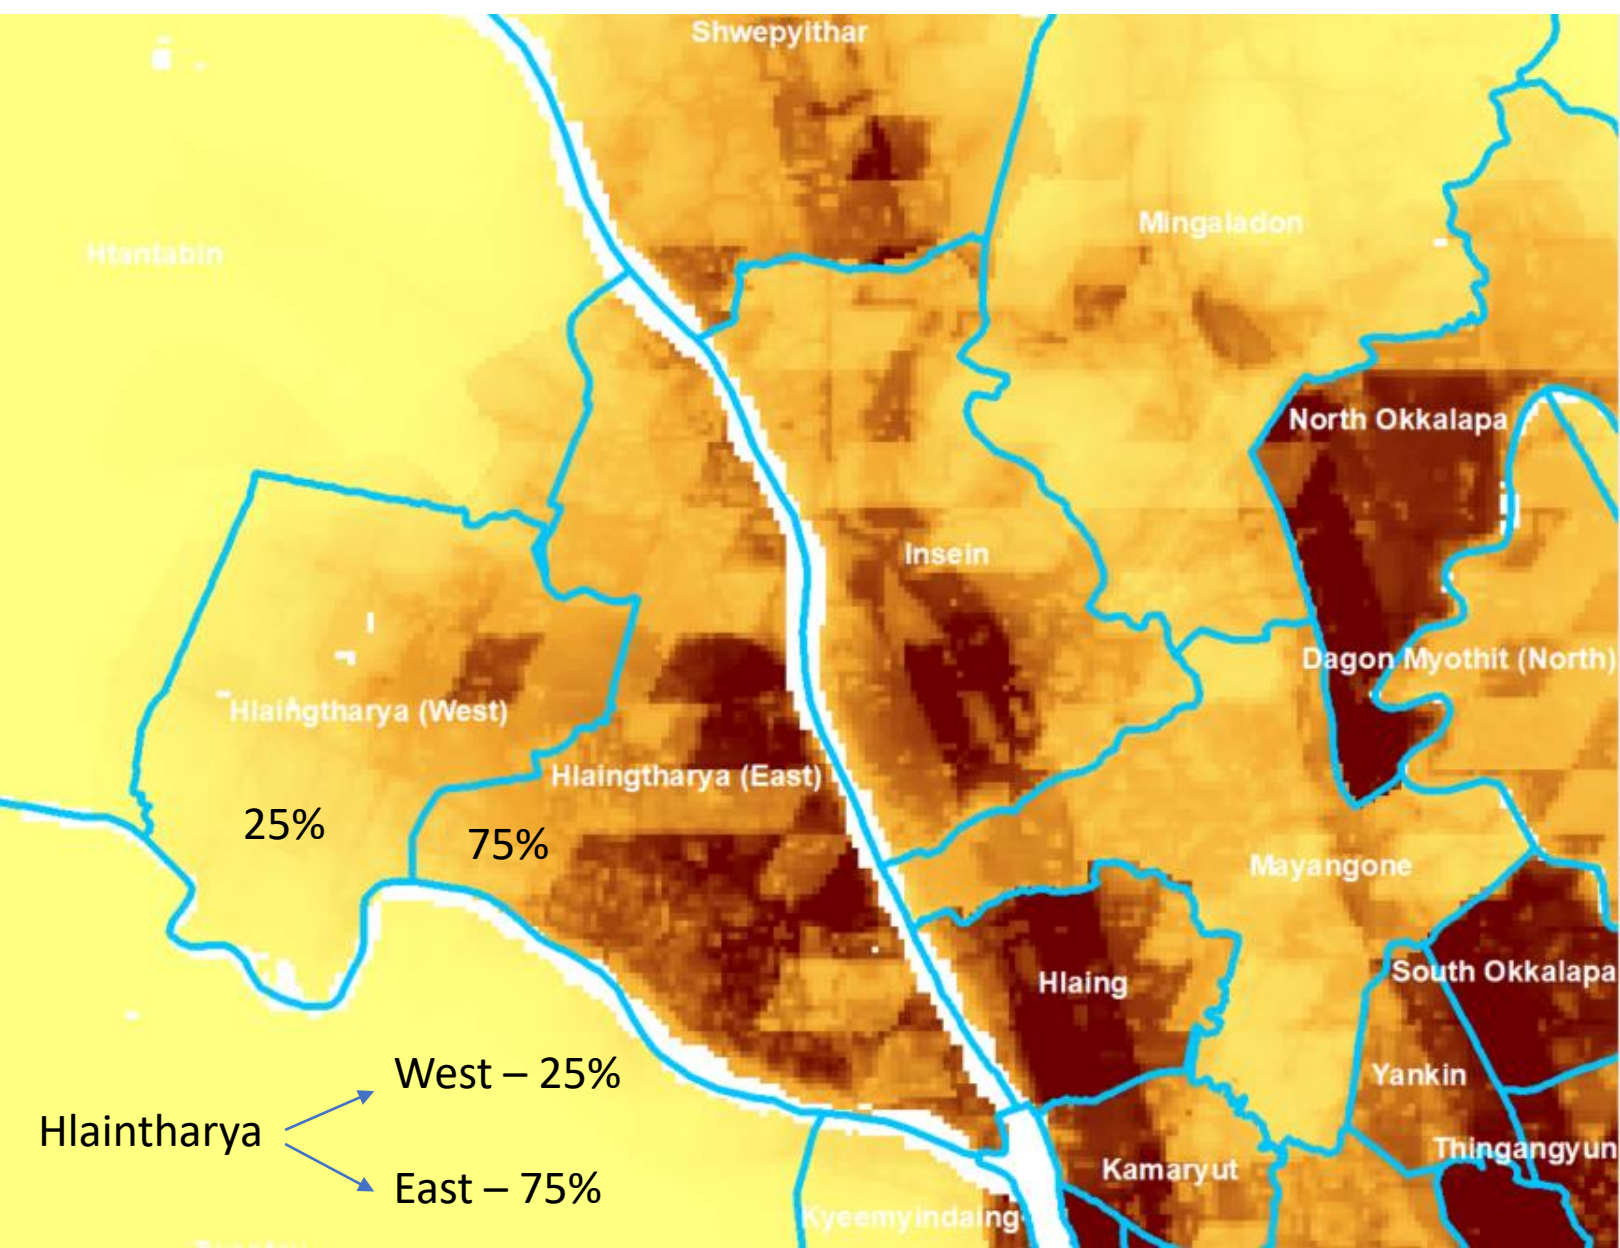 Shwepyithar
Mingaladon
Htantabin
North Okkalapa
Insein
Dagon Myothit (North)
Hlaingtharya (West)
Hlaingtharya (East)
25%
75%
Mayangone
South Okkalapa
Hlaing
West – 25%
Yankin
Hlaintharya
Thingangyun
Kamaryut
East – 75%
Kyeemyindaing